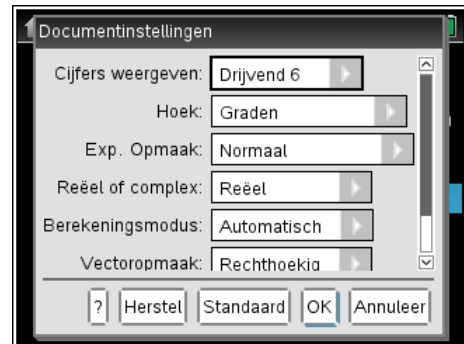 Documentinstellingen
Cijfers weergeven: Drijvend 6
Hoek: Graden
Exp. Opmaak: Normaal
Reëel of complex: Reëel
Berekeningsmodus: Automatisch
Vectoropmaak: Rechthoekig
? Herstel Standaard OK Annuleer